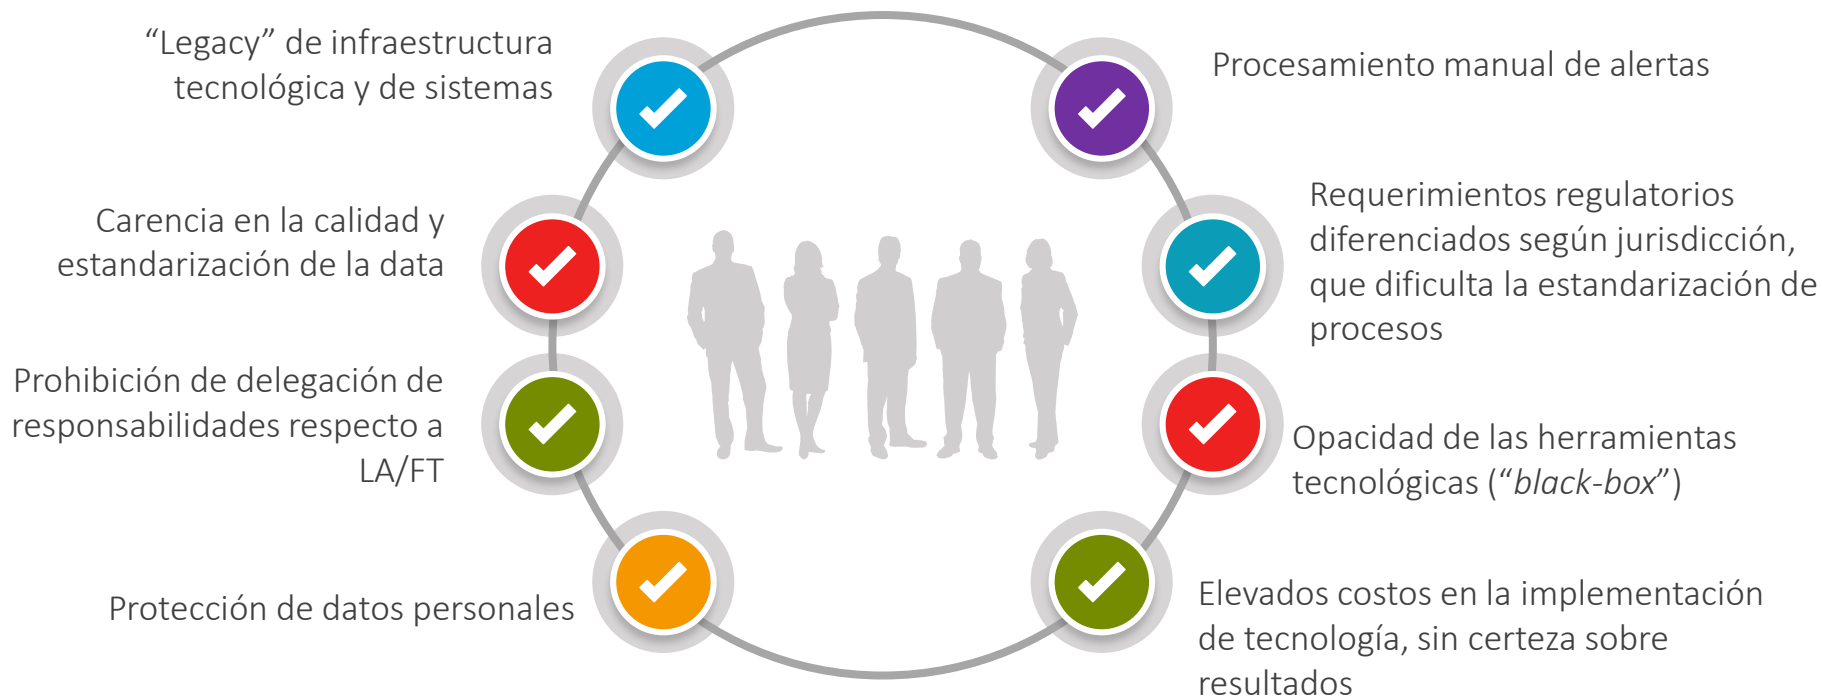 “Legacy” de infraestructura
tecnológica y de sistemas
Carencia en la calidad y
estandarización de la data
Prohibición de delegación de
responsabilidades respecto a
LA/FT
Protección de datos personales
Procesamiento manual de alertas
Requerimientos regulatorios
diferenciados según jurisdicción,
que dificulta la estandarización de
procesos
Opacidad de las herramientas
tecnológicas (“black-box”)
Elevados costos en la implementación
de tecnología, sin certeza sobre
resultados